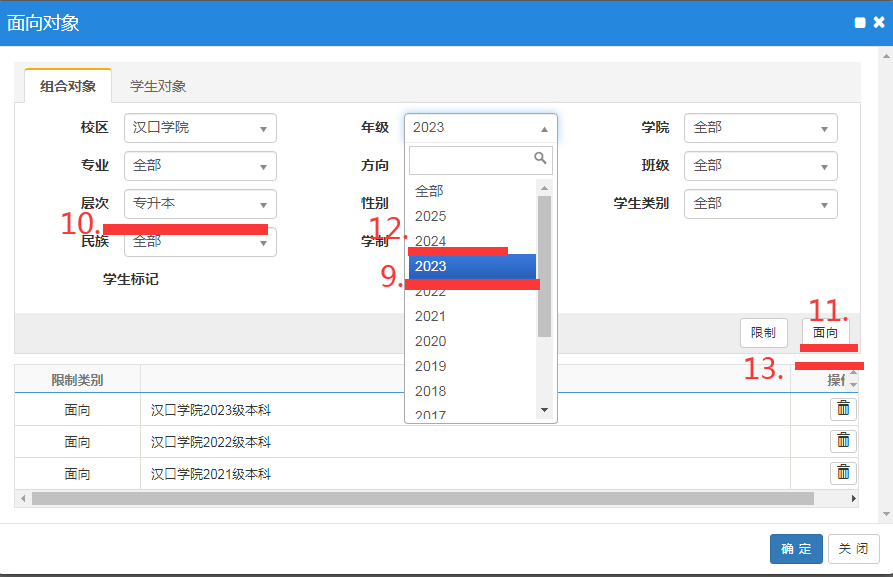 面向对象
组合对象 学生对象
校区 汉口学院 年级 2023 学院 全部
专业 全部 方向 班级 全部
层次 专升本 性别 学生类别 全部
民族 全部 学制
学生标记
全部
2025
2024
2023
2022
2021
2020
2019
2018
2017
10.
12.
9.
11.
13.
限制 面向
限制类别 操作
面向 汉口学院2023级本科
面向 汉口学院2022级本科
面向 汉口学院2021级本科
确 定 关 闭